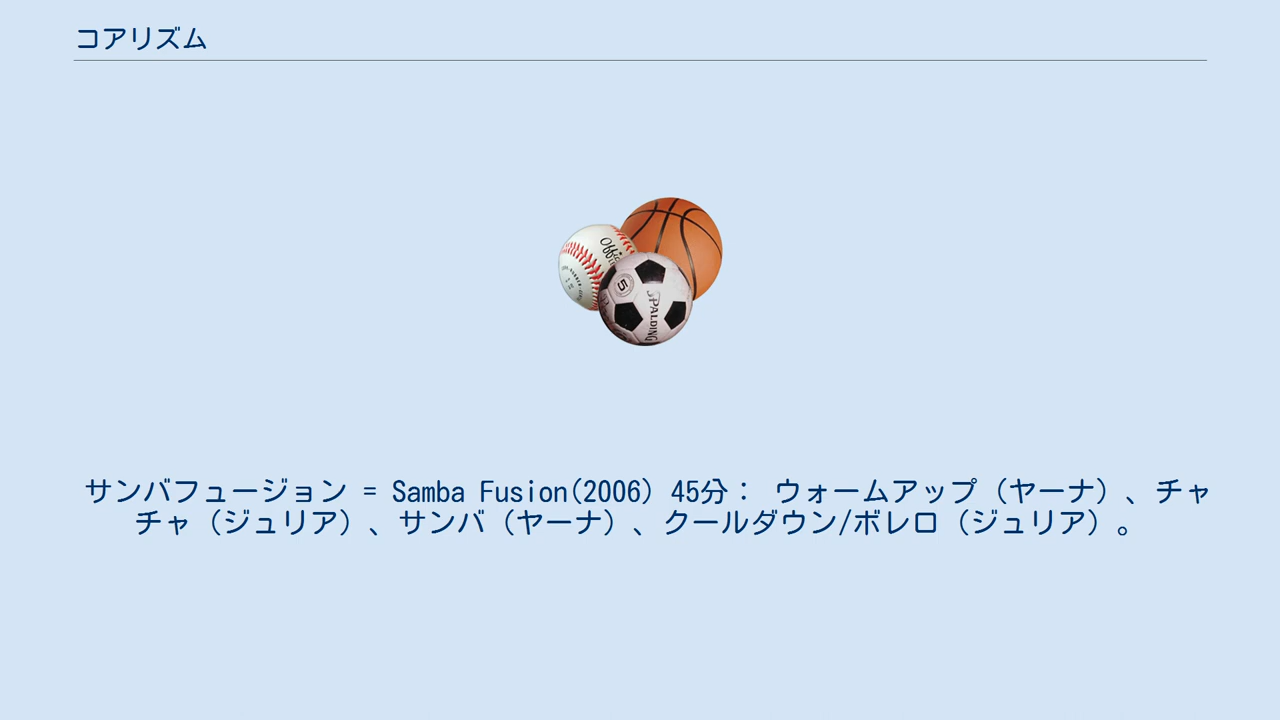 コアリズム
Offici
5
SPALDING
サンバフュージョン = Samba Fusion(2006) 45分： ウォームアップ（ヤーナ）、チャ
チャ（ジュリア）、サンバ（ヤーナ）、クールダウン/ボレロ（ジュリア）。